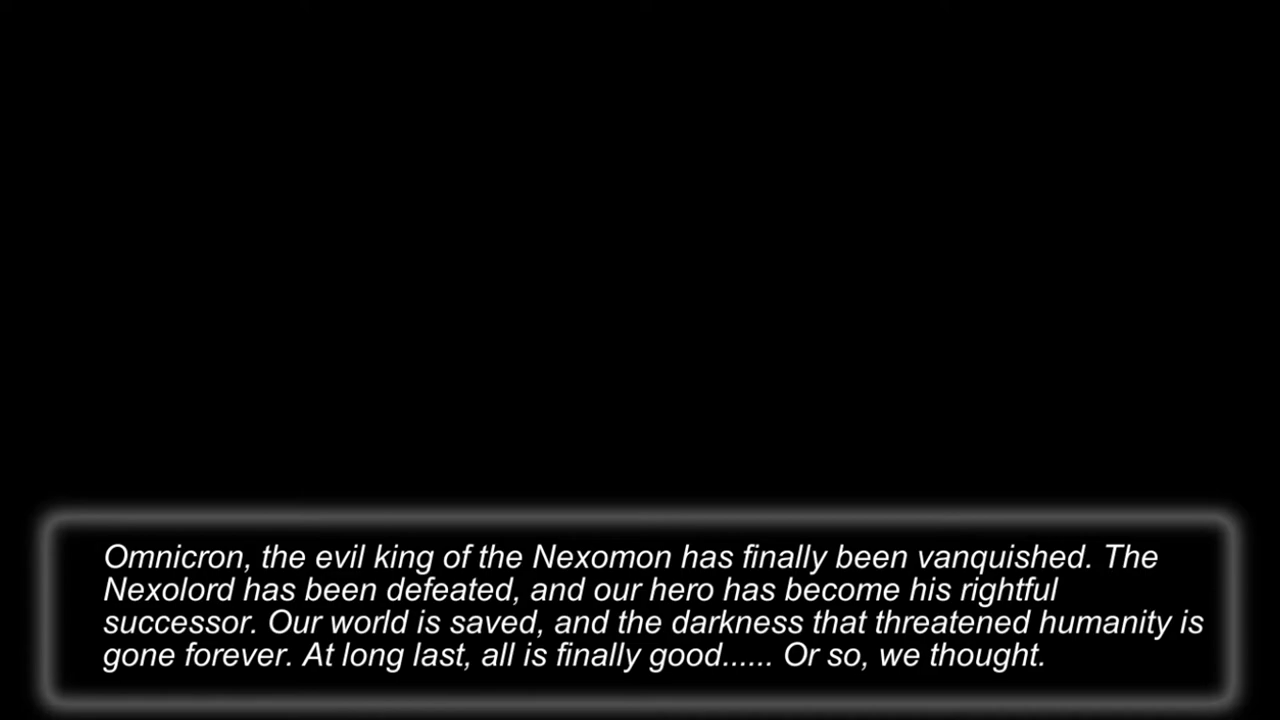 Omnicron, the evil king of the Nexomon has finally been vanquished. The
Nexolord has been defeated, and our hero has become his rightful
successor. Our world is saved, and the darkness that threatened humanity is
gone forever. At long last, all is finally good...... Or so, we thought.